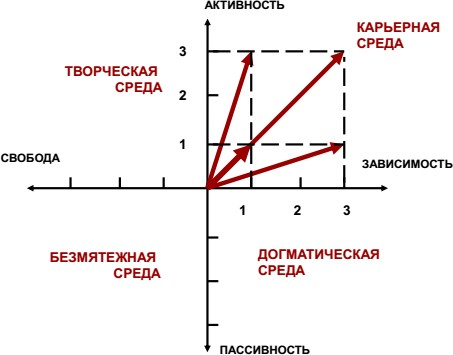 АКТИВНОСТЬ
КАРЬЕРНАЯ
СРЕДА
3
ТВОРЧЕСКАЯ
СРЕДА
2
1
СВОБОДА
ЗАВИСИМОСТЬ
1 2 3
БЕЗМЯТЕЖНАЯ
СРЕДА
ДОГМАТИЧЕСКАЯ
СРЕДА
ПАССИВНОСТЬ